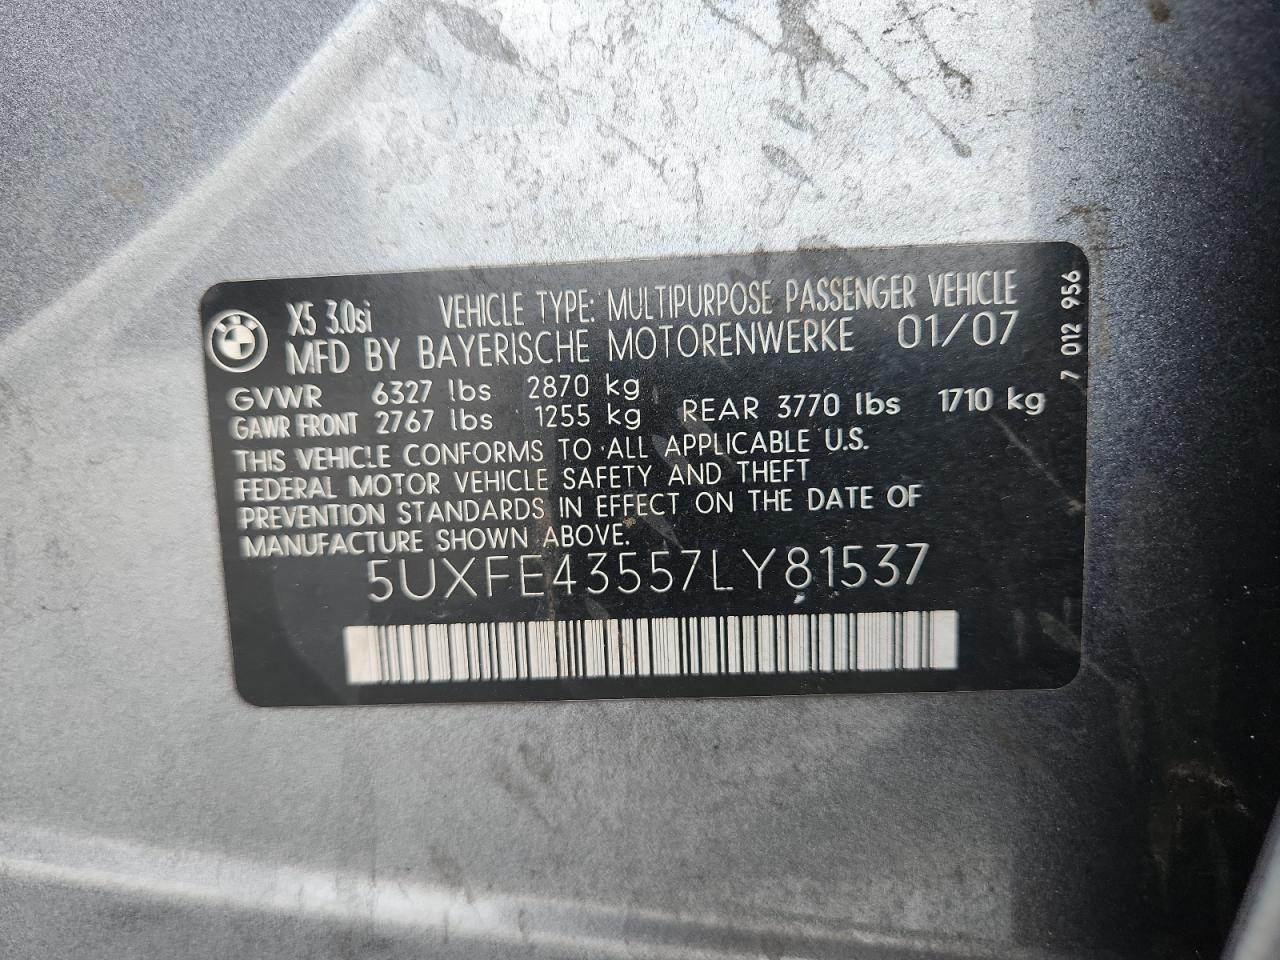 BMW
X5 3.0si VEHICLE TYPE: MULTIPURPOSE PASSENGER VEHICLE
MFD BY BAYERISCHE MOTORENWERKE 01/07
GVWR 6327 lbs 2870 kg
GAWR FRONT 2767 lbs 1255 kg REAR 3770 lbs 1710 kg
THIS VEHICLE CONFORMS TO ALL APPLICABLE U.S.
FEDERAL MOTOR VEHICLE SAFETY AND THEFT
PREVENTION STANDARDS IN EFFECT ON THE DATE OF
MANUFACTURE SHOWN ABOVE.
5UXFE43557LY81537
7 012 956